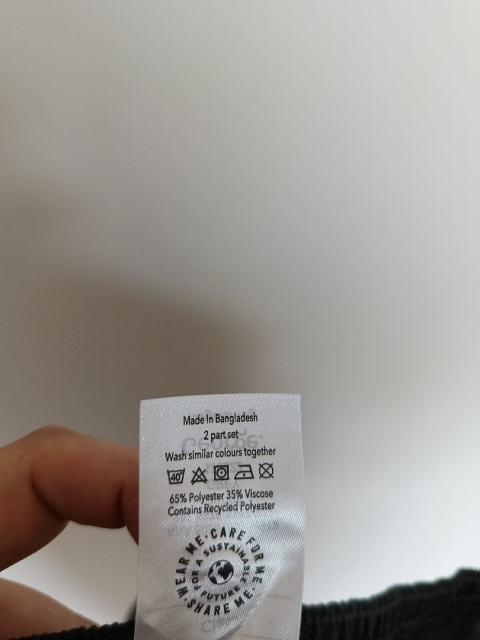 Made In Bangladesh
2 part set
Wash similar colours together
40
65% Polyester 35% Viscose
Contains Recycled Polyester
WEAR ME · CARE FOR ME · SHARE ME ·
FOR A SUSTAINABLE FUTURE